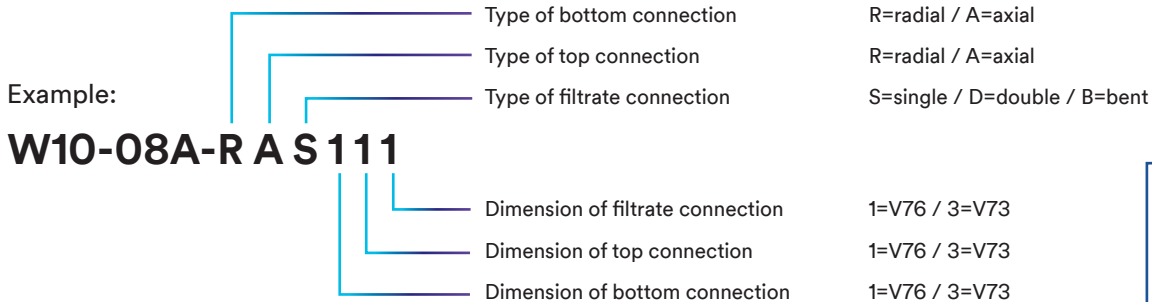 Type of bottom connection R=radial / A=axial
Type of top connection R=radial / A=axial
Example:
Type of filtrate connection S=single / D=double / B=bent
W10-08A-R A S 1 1 1
Dimension of filtrate connection 1=V76 / 3=V73
Dimension of top connection 1=V76 / 3=V73
Dimension of bottom connection 1=V76 / 3=V73